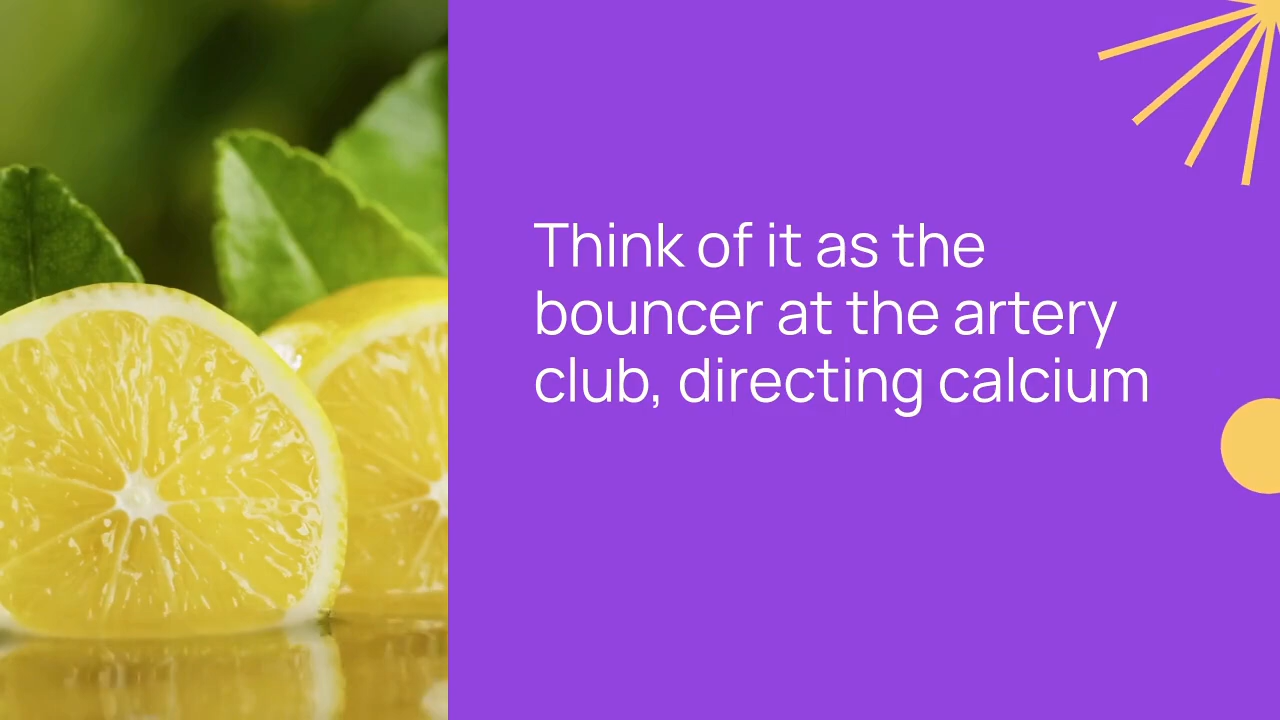 Think of it as the
bouncer at the artery
club, directing calcium